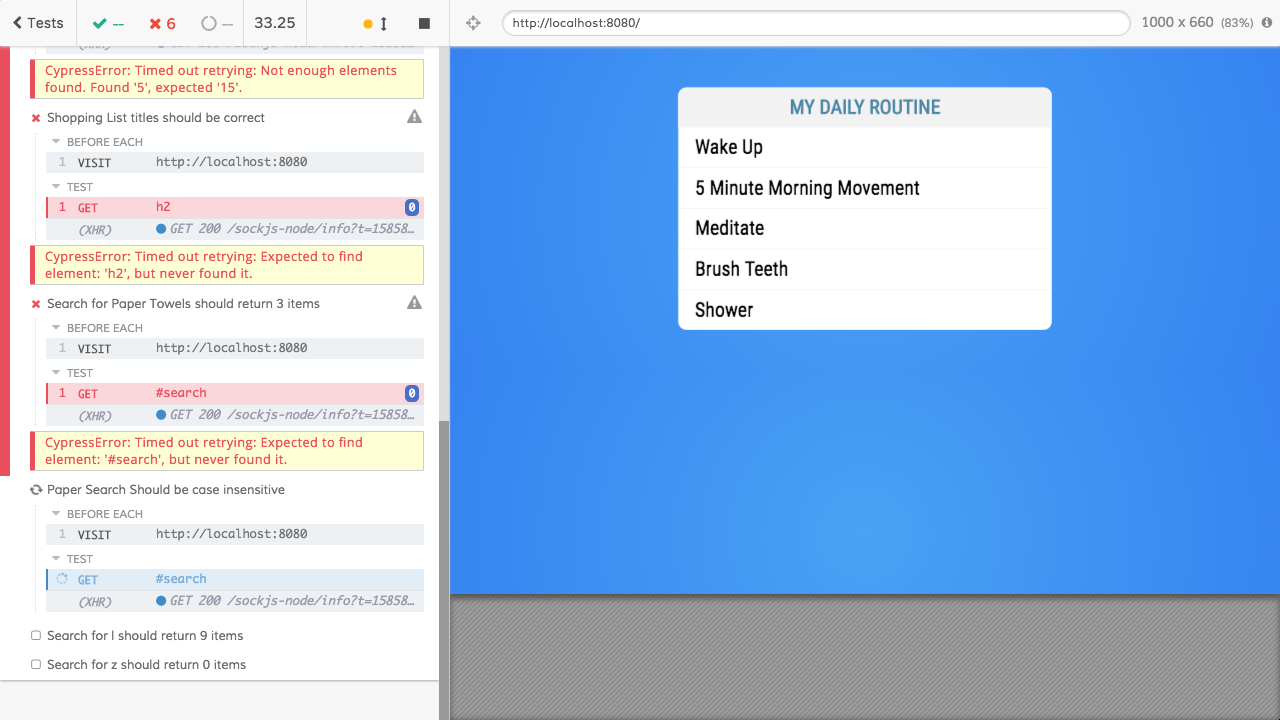 Tests
--
6
--
33.25
http://localhost:8080/
1000 x 660 (83%)
CypressError: Timed out retrying: Not enough elements
found. Found '5', expected '15'.
Shopping List titles should be correct
BEFORE EACH
1 VISIT http://localhost:8080
TEST
1 GET h2 0
(XHR) GET 200 /sockjs-node/info?t=15858…
CypressError: Timed out retrying: Expected to find
element: 'h2', but never found it.
Search for Paper Towels should return 3 items
BEFORE EACH
1 VISIT http://localhost:8080
TEST
1 GET #search 0
(XHR) GET 200 /sockjs-node/info?t=15858…
CypressError: Timed out retrying: Expected to find
element: '#search', but never found it.
Paper Search Should be case insensitive
BEFORE EACH
1 VISIT http://localhost:8080
TEST
GET #search
(XHR) GET 200 /sockjs-node/info?t=15858…
Search for l should return 9 items
Search for z should return 0 items
MY DAILY ROUTINE
Wake Up
5 Minute Morning Movement
Meditate
Brush Teeth
Shower